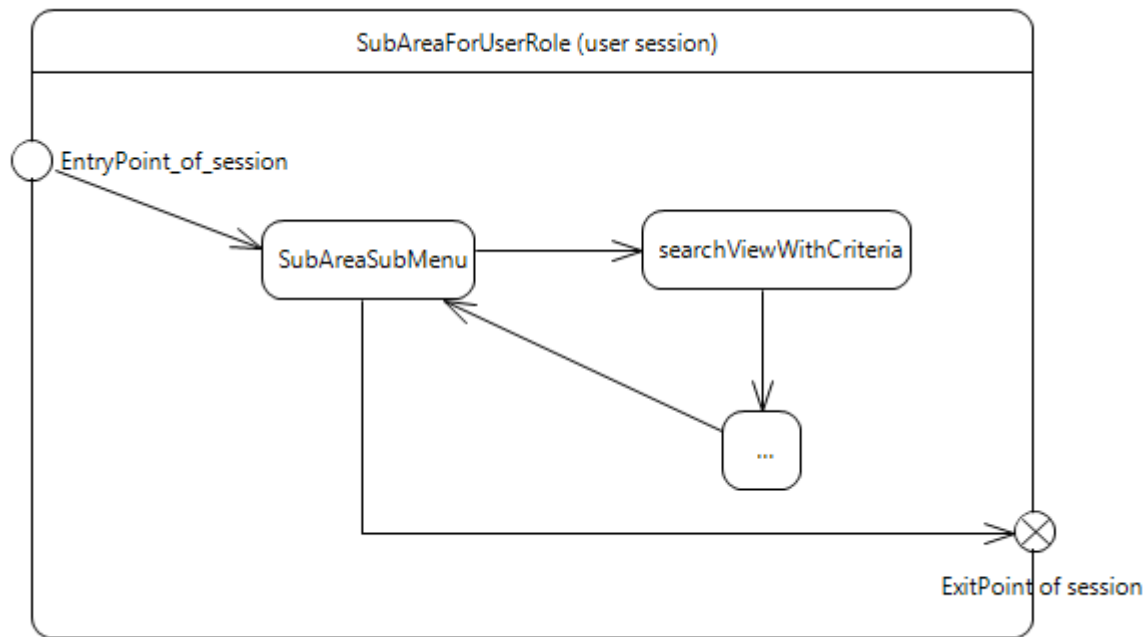 SubAreaForUserRole (user session)
EntryPoint_of_session
SubAreaSubMenu
searchViewWithCriteria
...
ExitPoint of session